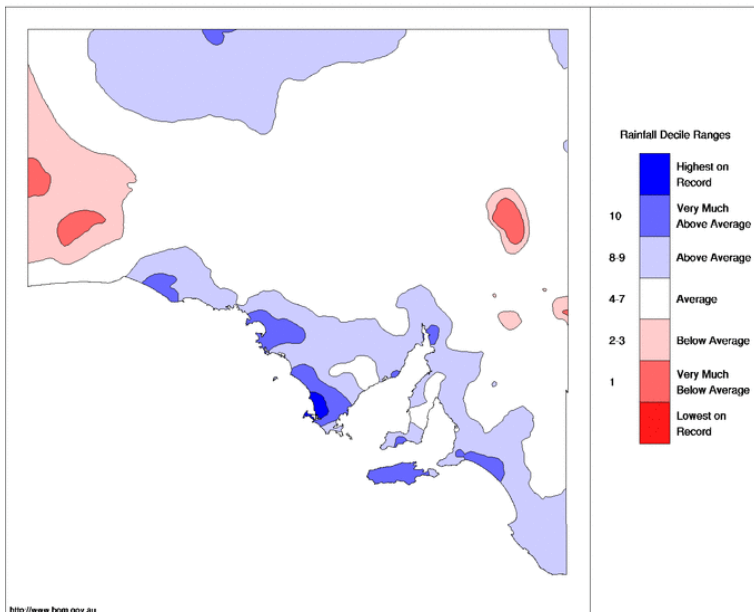 Rainfall Decile Ranges
Highest on
Record
10
Very Much
Above Average
8-9
Above Average
4-7
Average
2-3
Below Average
1
Very Much
Below Average
Lowest on
Record
http://www.bom.gov.au